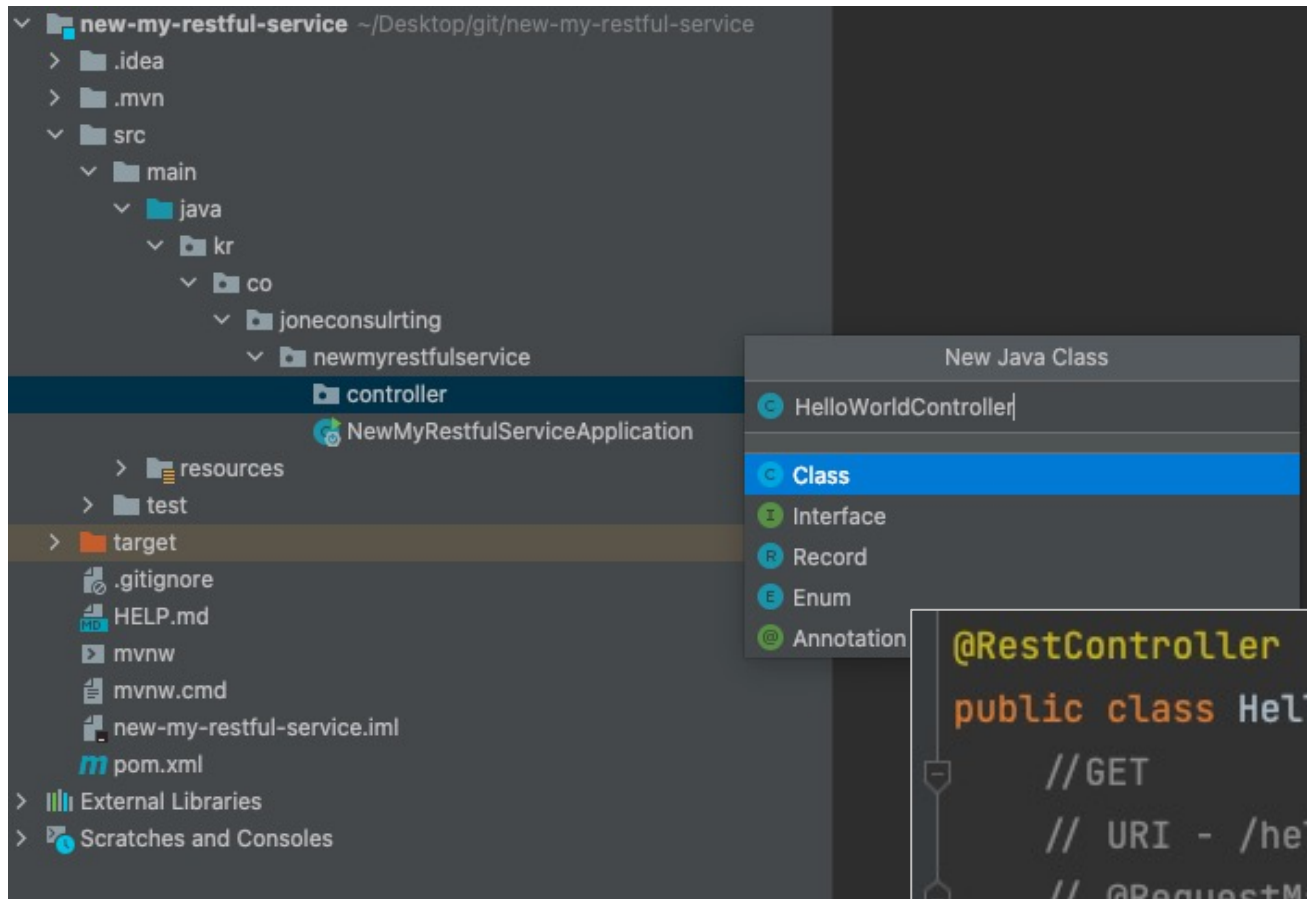 new-my-restful-service ~/Desktop/git/new-my-restful-service
.idea
.mvn
src
main
java
kr
co
joneconsulrting
newmyrestfulservice
controller
NewMyRestfulServiceApplication
resources
test
target
.gitignore
HELP.md
mvnw
mvnw.cmd
new-my-restful-service.iml
pom.xml
External Libraries
Scratches and Consoles
New Java Class
HelloWorldController
Class
Interface
Record
Enum
Annotation
@RestController
public class Hell
//GET
// URI - /hel
// @RequestM